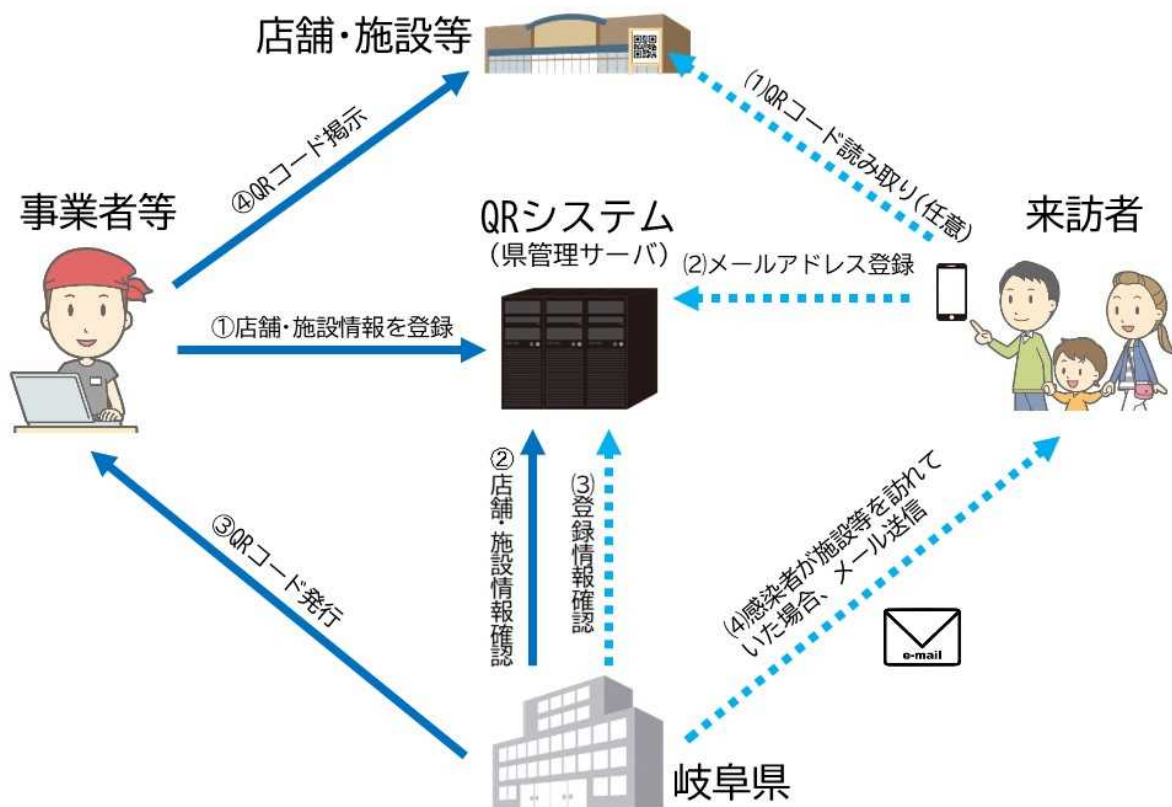 店舗・施設等
(1)QRコード読み取り(任意)
④QRコード掲示
事業者等
QRシステム
(県管理サーバ)
来訪者
(2)メールアドレス登録
①店舗・施設情報を登録
②店舗・施設情報確認
(3)登録情報確認
③QRコード発行
(4)感染者が施設等を訪れて
いた場合、メール送信
e-mail
岐阜県